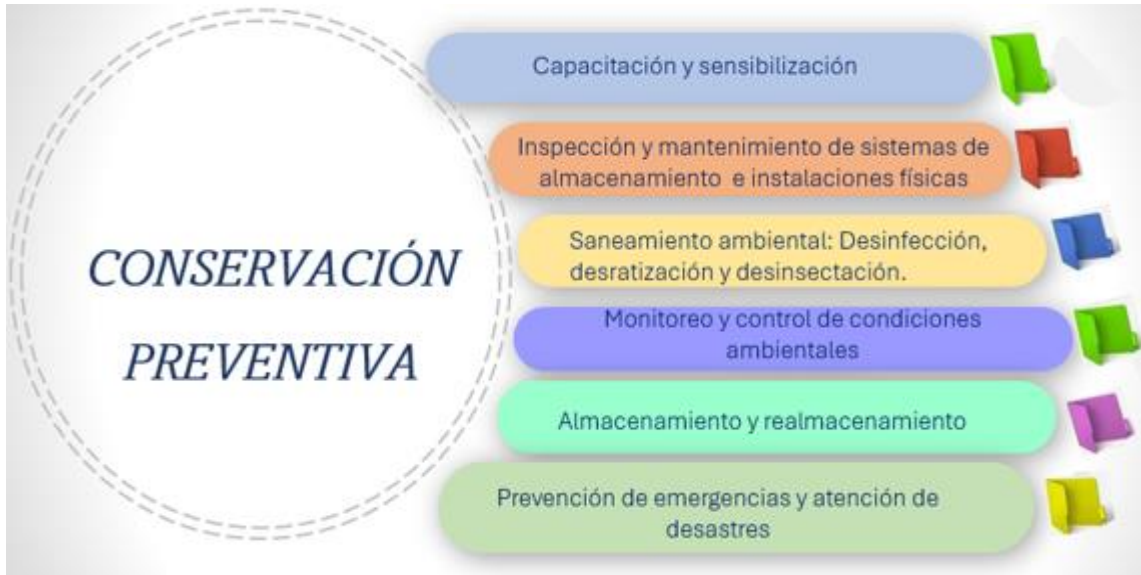 CONSERVACIÓN
PREVENTIVA
Capacitación y sensibilización
Inspección y mantenimiento de sistemas de
almacenamiento e instalaciones físicas
Saneamiento ambiental: Desinfección,
desratización y desinsectación.
Monitoreo y control de condiciones
ambientales
Almacenamiento y realmacenamiento
Prevención de emergencias y atención de
desastres